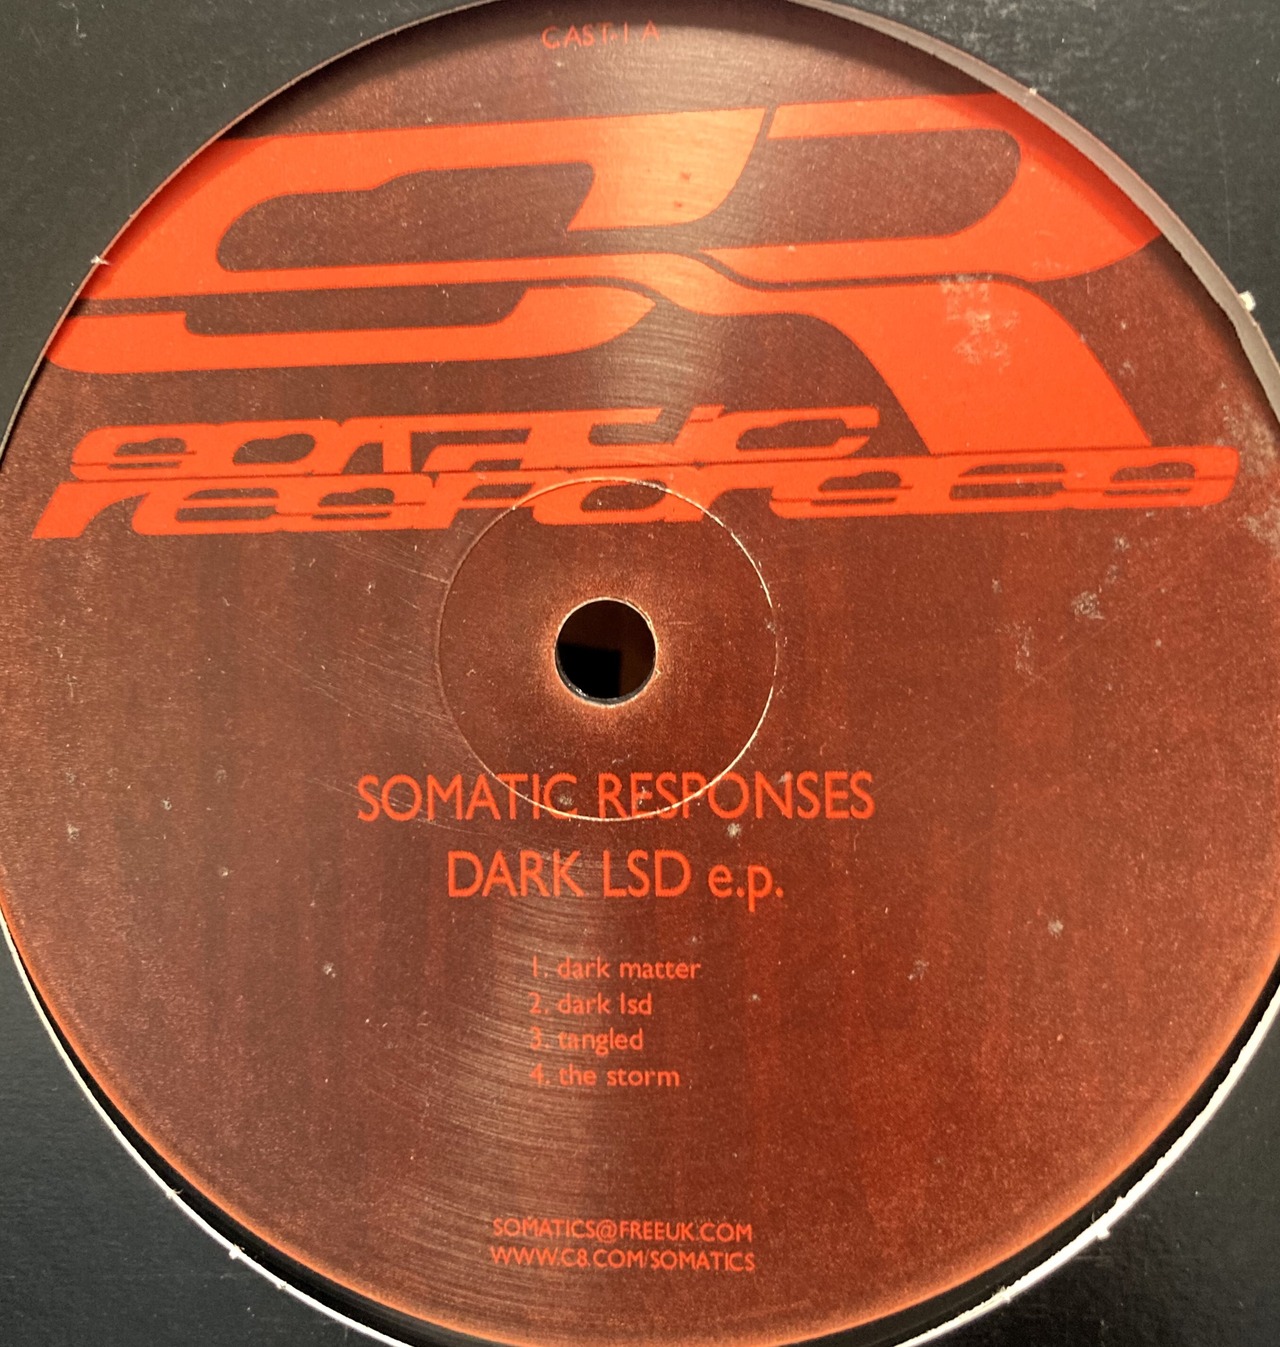 CAST-1 A
SR
somatic
responses
SOMATIC RESPONSES
DARK LSD e.p.
1. dark matter
2. dark lsd
3. tangled
4. the storm
SOMATICS@FREEUK.COM
WWW.C8.COM/SOMATICS